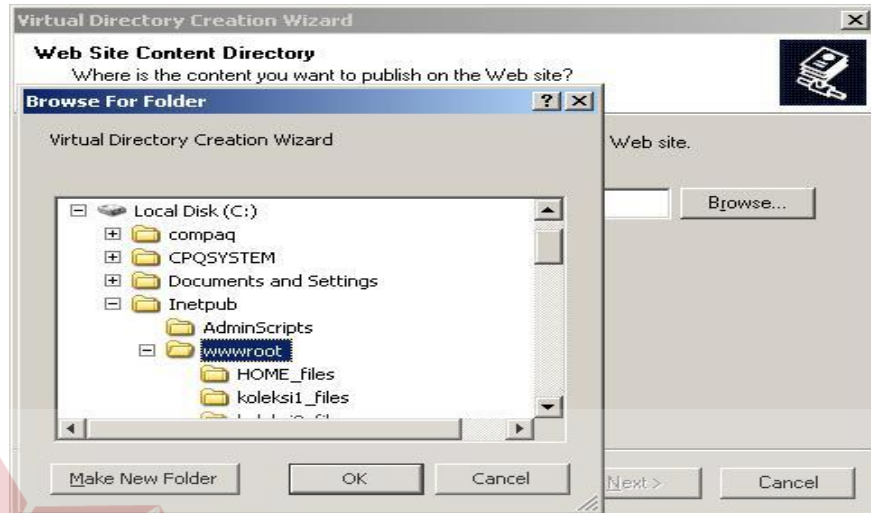 Virtual Directory Creation Wizard
Web Site Content Directory
Where is the content you want to publish on the Web site?
Browse For Folder
Virtual Directory Creation Wizard
Web site.
Browse...
Local Disk (C:)
compaq
CPQSYSTEM
Documents and Settings
Inetpub
AdminScripts
wwwroot
HOME_files
koleksi1_files
Make New Folder
OK
Cancel
Next >
Cancel